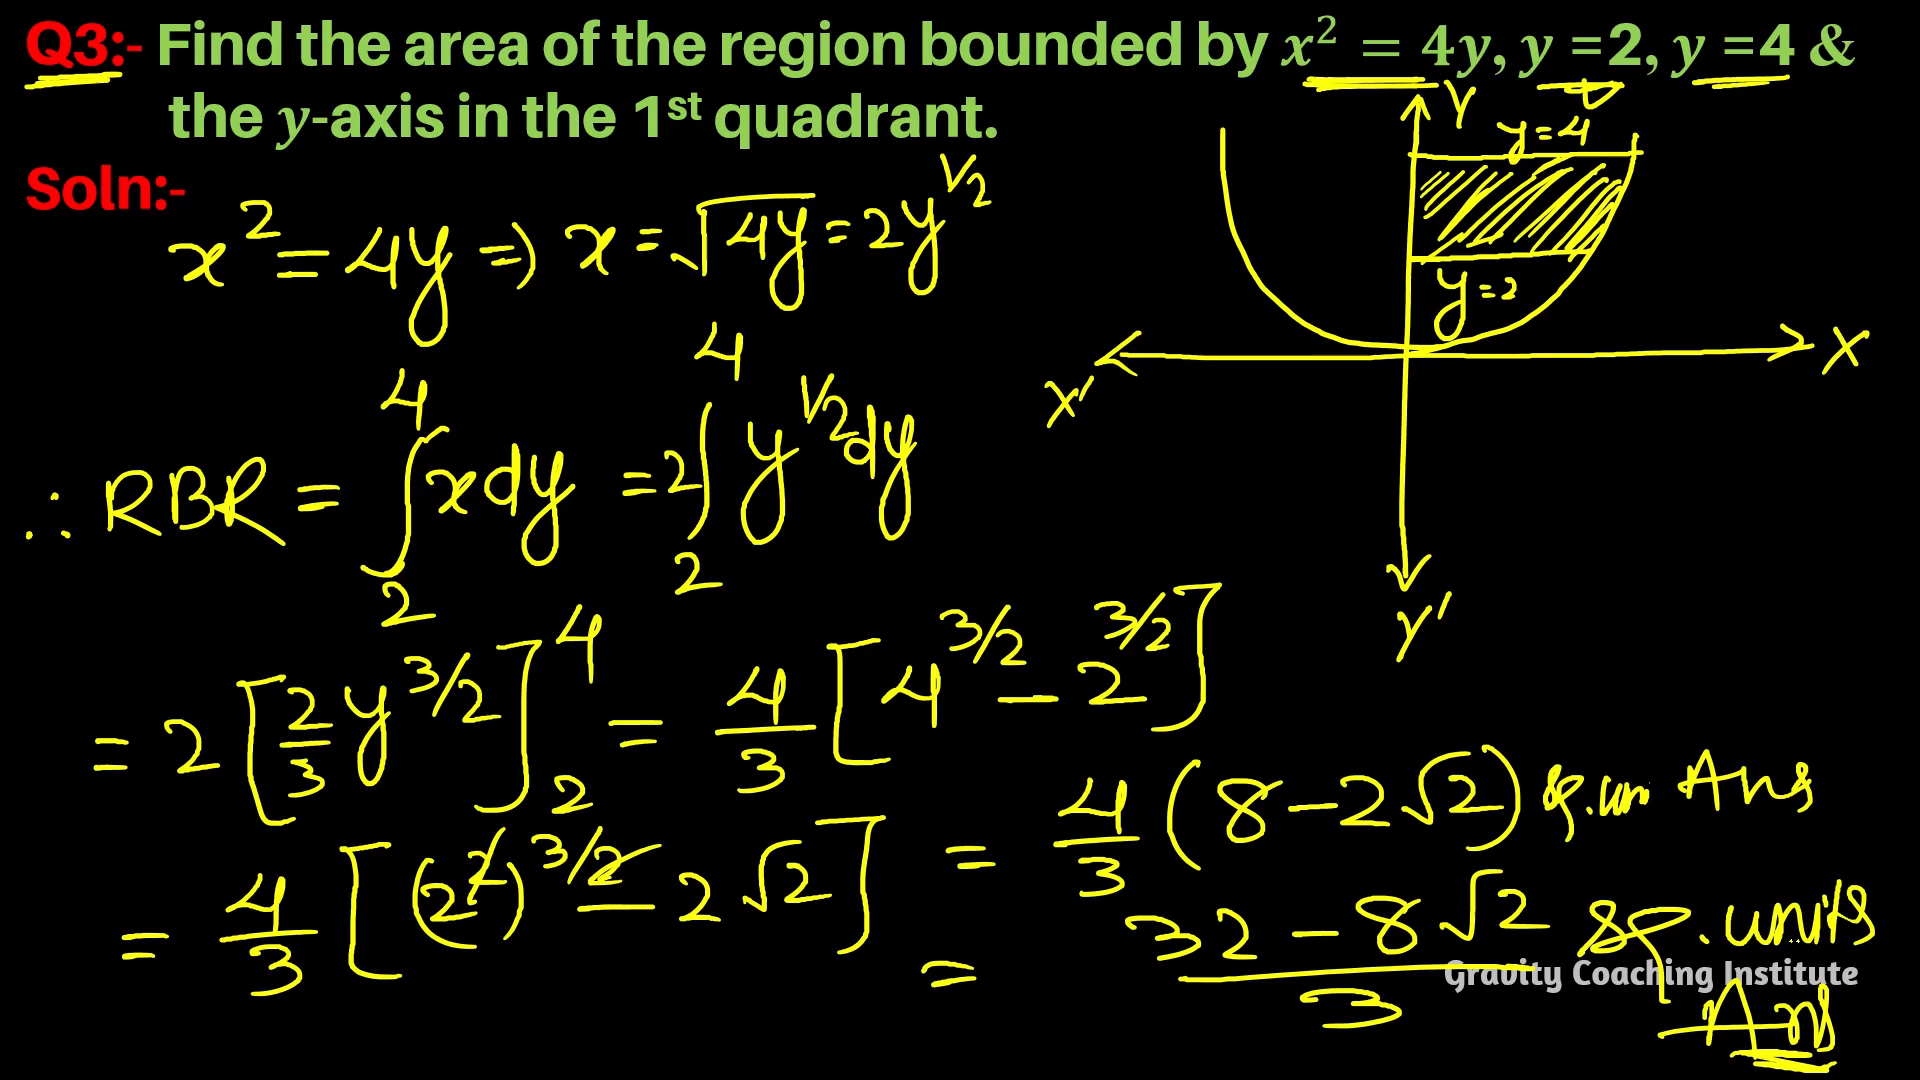 Q3:- Find the area of the region bounded by x² = 4y, y =2, y =4 &
the y-axis in the 1st quadrant.
Soln:-
x² = 4y ⇒ x = √4y = 2y^1/2
Y
y=4
y=2
X
X'
Y'
∴ RBR = ∫₂⁴ x dy = 2∫₂⁴ y^1/2 dy
= 2 [2/3 y^3/2]₂⁴ = 4/3 [4^3/2 - 2^3/2]
= 4/3 [(2²)^3/2 - 2√2] = 4/3 (8 - 2√2) sq. un Ans
= (32 - 8√2)/3 sq. units
Gravity Coaching Institute
Ans